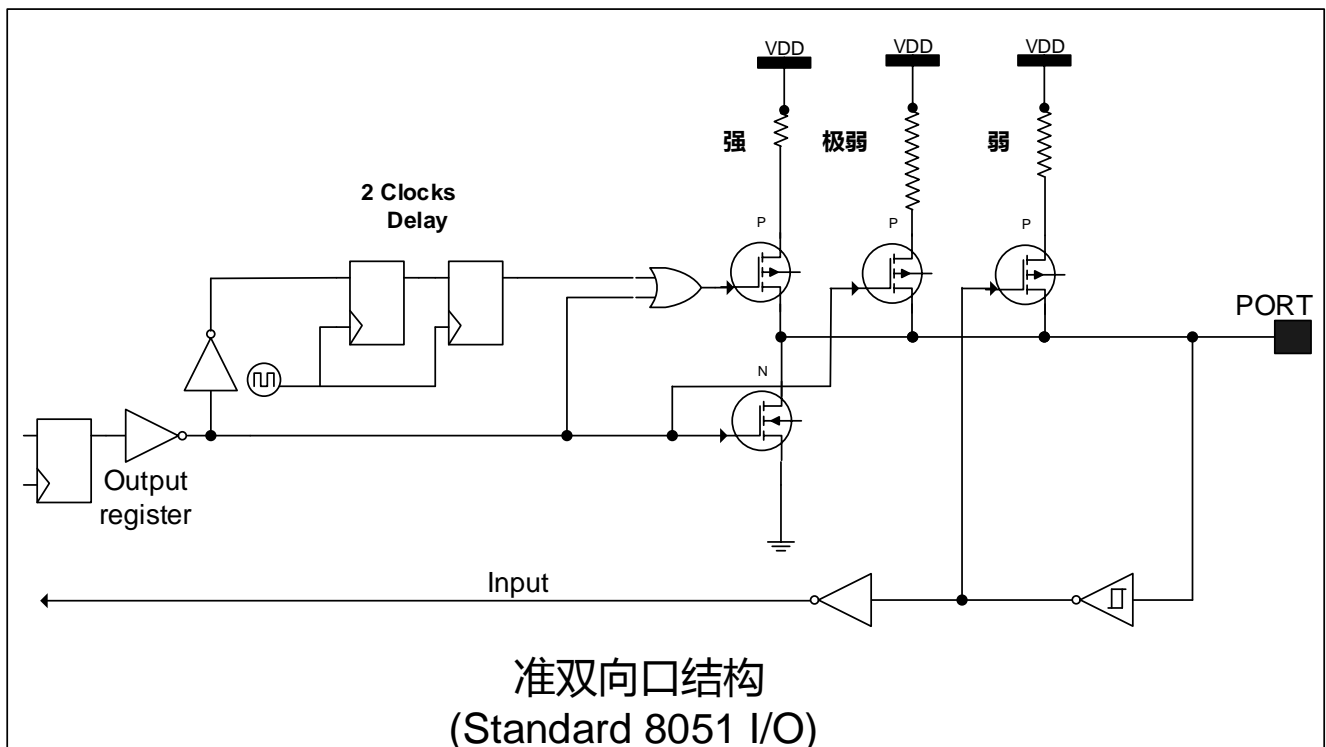 VDD
VDD
VDD
强
极弱
弱
2 Clocks
Delay
P
P
P
PORT
N
Output
register
Input
准双向口结构
(Standard 8051 I/O)